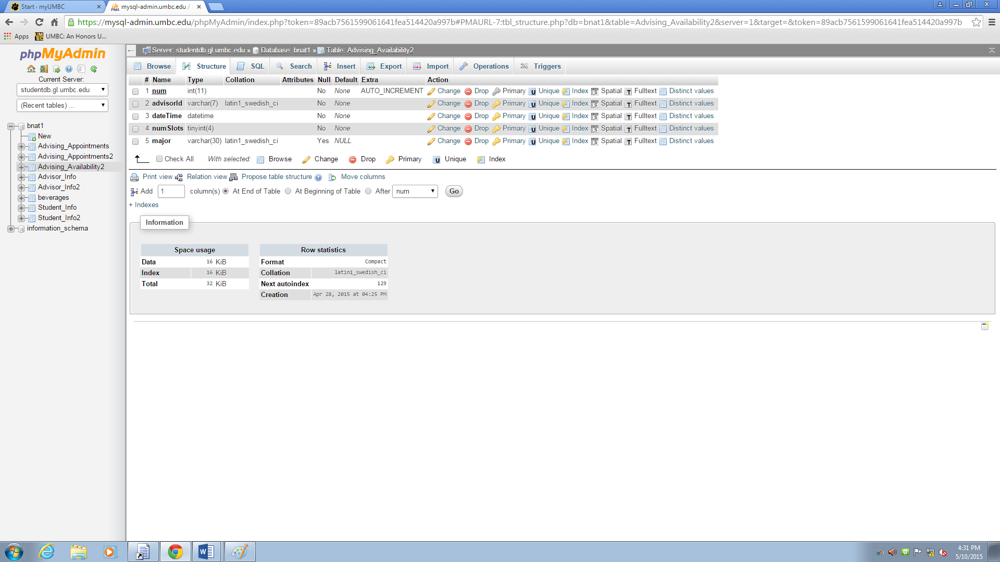 Start · myUMBC
mysql-admin.umbc.edu /
https://mysql-admin.umbc.edu/phpMyAdmin/index.php?token=89acb7561599061641fea514420a997b#PMAURL-7:tbl_structure.php?db=bnat1&table=Advising_Availability2&server=1&target=&token=89acb7561599061641fea514420a997b
Apps UMBC: An Honors U...
phpMyAdmin
Current Server:
studentdb.gl.umbc.edu
(Recent tables) ...
bnat1
New
Advising_Appointments
Advising_Appointments2
Advising_Availability2
Advisor_Info
Advisor_Info2
beverages
Student_Info
Student_Info2
information_schema
Server: studentdb.gl.umbc.edu » Database: bnat1 » Table: Advising_Availability2
Browse Structure SQL Search Insert Export Import Operations Triggers
# Name Type Collation Attributes Null Default Extra Action
1 num int(11) No None AUTO_INCREMENT Change Drop Primary Unique Index Spatial Fulltext Distinct values
2 advisorId varchar(7) latin1_swedish_ci No None Change Drop Primary Unique Index Spatial Fulltext Distinct values
3 dateTime datetime No None Change Drop Primary Unique Index Spatial Fulltext Distinct values
4 numSlots tinyint(4) No None Change Drop Primary Unique Index Spatial Fulltext Distinct values
5 major varchar(30) latin1_swedish_ci Yes NULL Change Drop Primary Unique Index Spatial Fulltext Distinct values
Check All With selected: Browse Change Drop Primary Unique Index
Print view Relation view Propose table structure Move columns
Add 1 column(s) At End of Table At Beginning of Table After num Go
+ Indexes
Information
Space usage
Data 16 KiB
Index 16 KiB
Total 32 KiB
Row statistics
Format Compact
Collation latin1_swedish_ci
Next autoindex 129
Creation Apr 28, 2015 at 04:25 PM
4:31 PM
5/10/2015